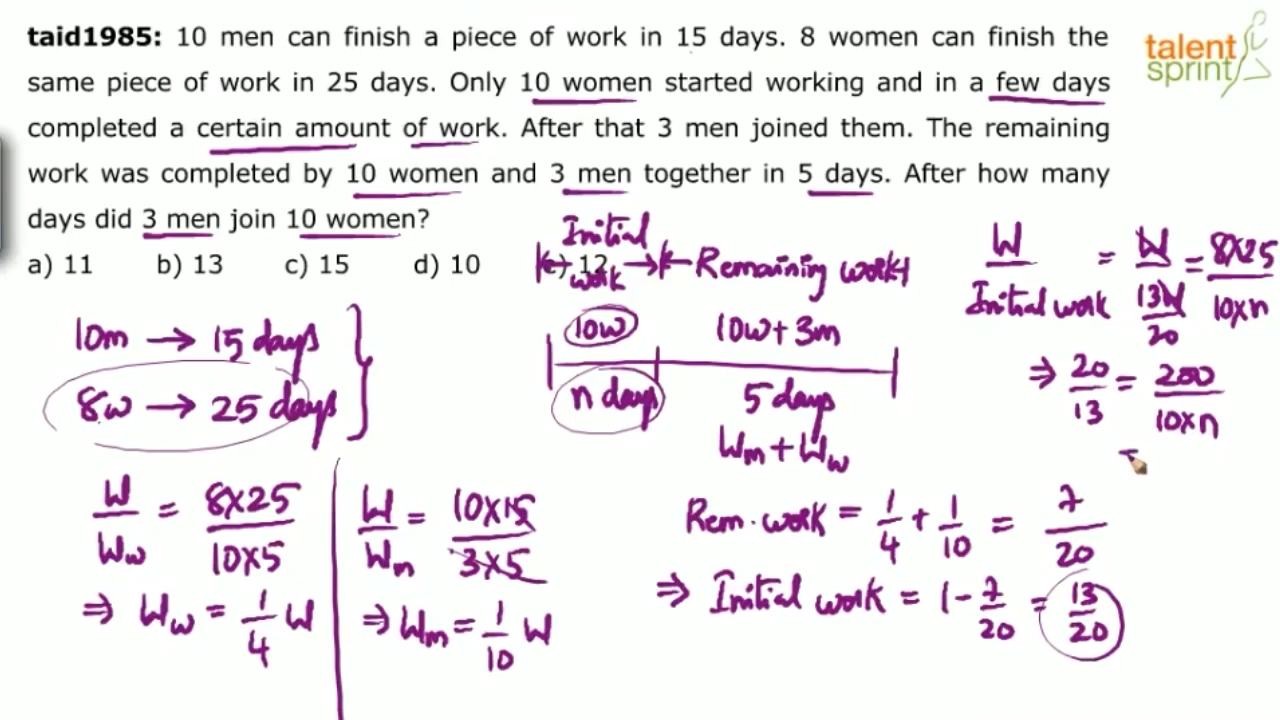 taid1985: 10 men can finish a piece of work in 15 days. 8 women can finish the
same piece of work in 25 days. Only 10 women started working and in a few days
completed a certain amount of work. After that 3 men joined them. The remaining
work was completed by 10 women and 3 men together in 5 days. After how many
days did 3 men join 10 women?
a) 11 b) 13 c) 15 d) 10 e) 12
talent
sprint
Initial
work
Remaining work
10m → 15 days
8w → 25 days
10w 10w + 3m
n days 5 days
Wm + Ww
W/Initial work = W/(13W/20) = 8×25/10×n
⇒ 20/13 = 200/10×n
=
W/Ww = 8×25/10×5
⇒ Ww = 1/4 W
W/Wm = 10×15/3×5
⇒ Wm = 1/10 W
Rem. work = 1/4 + 1/10 = 7/20
⇒ Initial work = 1 - 7/20 = 13/20